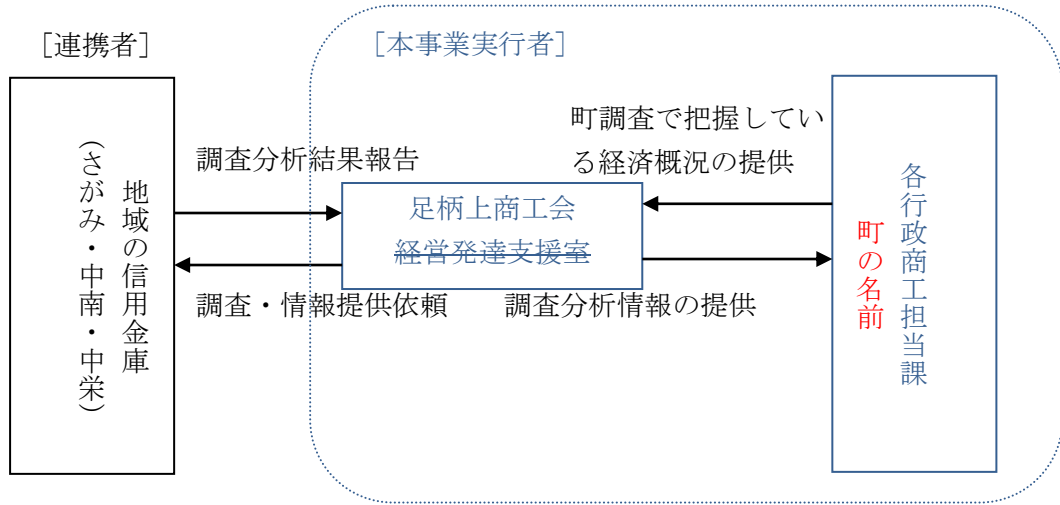 ［連携者］
［本事業実行者］
地域の信用金庫
（さがみ・中南・中栄）
調査分析結果報告
調査・情報提供依頼
足柄上商工会
経営発達支援室
町調査で把握してい
る経済概況の提供
調査分析情報の提供
各行政商工担当課
町の名前